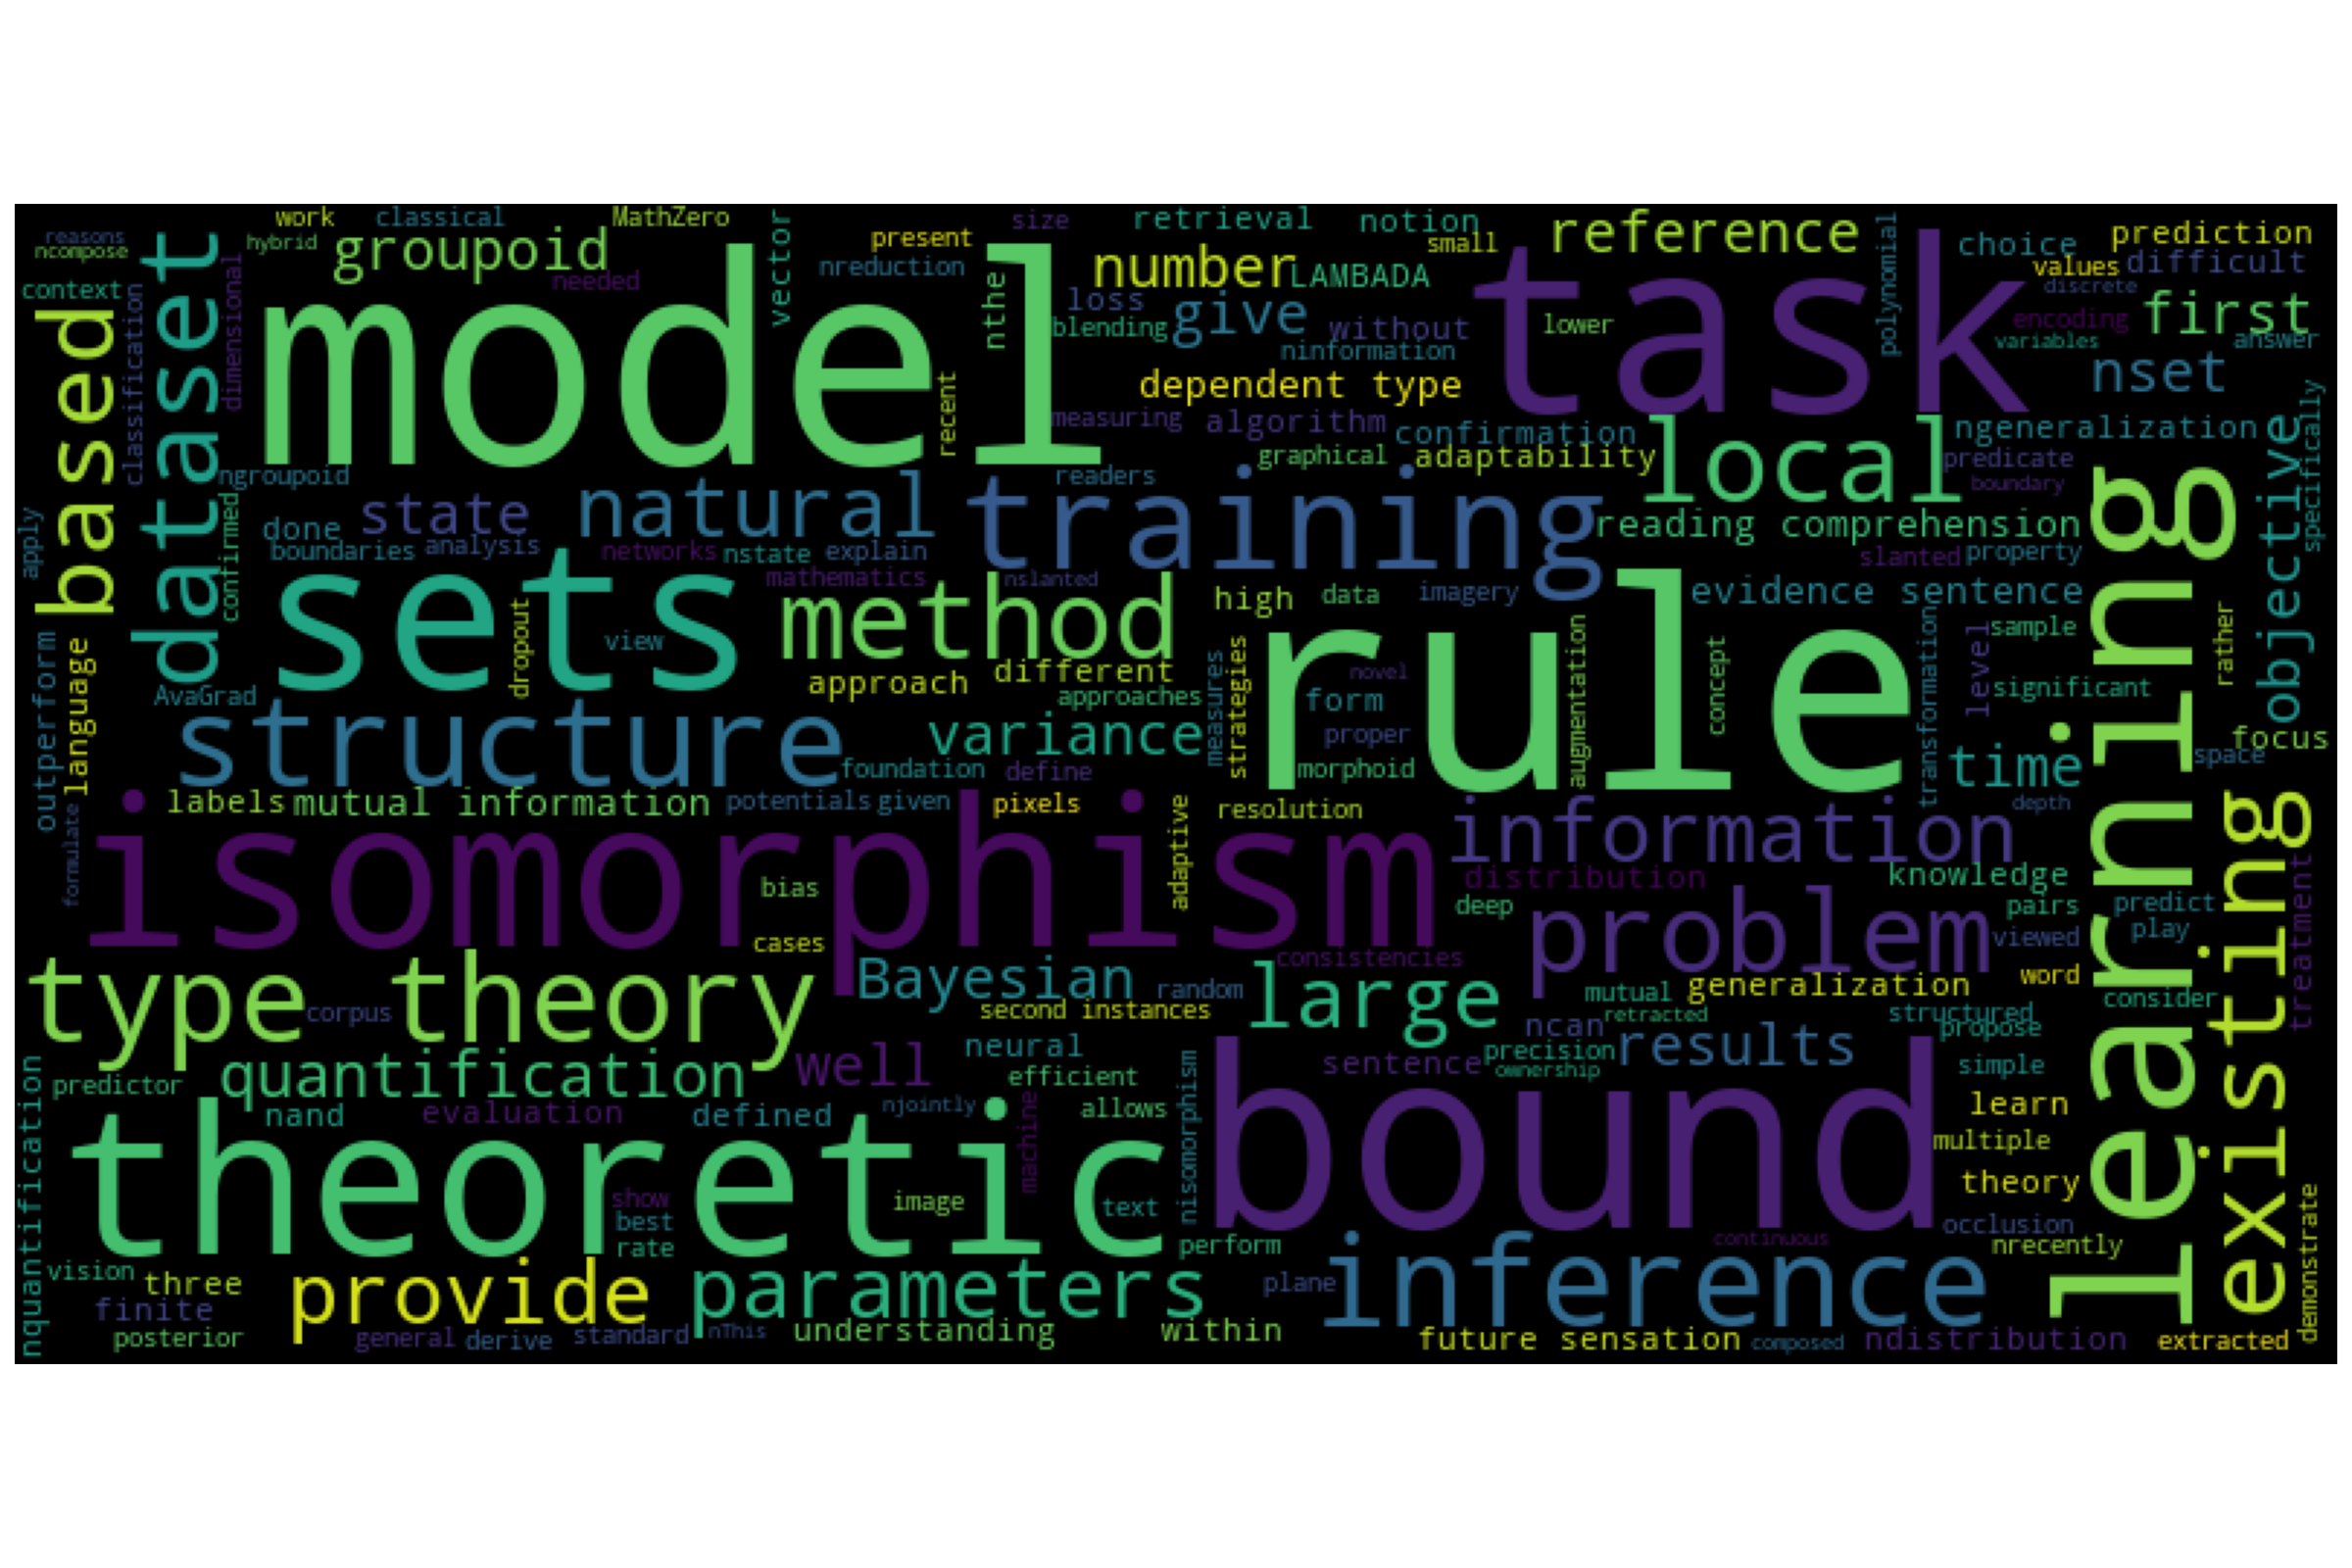 reasons
ncompose
work
classical
MathZero
hybrid
groupoid
needed
vector
size
retrieval
notion
present
small
nreduction
number
LAMBADA
reference
polynomial
choice
prediction
values
difficult
discrete
context
dataset
dimensional
classification
model
nthe
loss
blending
give
without
lower
ninformation
task
encoding
first
variables
answer
based
recent
dependent type
nset
measuring
algorithm
confirmation
graphical
adaptability
local
ngeneralization
predicate
boundary
objective
specifically
ngroupoid
readers
state
natural
training
reading comprehension
learning
apply
confirmed
done
boundaries
analysis
networks
nstate
explain
mathematics
nslanted
slanted
property
sets
dropout
view
method
high
data
imagery
rule
evidence sentence
approach
different
approaches
measures
strategies
novel
form
proper
augmentation
concept
transformation
level
sample
significant
rather
outperform
language
AvaGrad
structure
variance
foundation
define
morphoid
time
space
focus
labels
mutual information
potentials
given
pixels
adaptive
resolution
depth
formulate
isomorphism
bias
cases
information
distribution
deep
knowledge
pairs
predict
play
existing
treatment
problem
viewed
type theory
corpus
Bayesian
random
second instances
consistencies
large
mutual
retracted
generalization
word
structured
consider
propose
nquantification
predictor
quantification
well
neural
efficient
ncan
sentence
precision
ownership
results
simple
nand
evaluation
defined
njointly
machine
allows
nisomorphism
bound
learn
multiple
theory
theoretic
show
best
rate
image
text
perform
occlusion
nrecently
continuous
demonstrate
vision
three
finite
posterior
provide
general
derive
standard
parameters
nThis
understanding
within
plane
inference
future sensation
composed
ndistribution
extracted